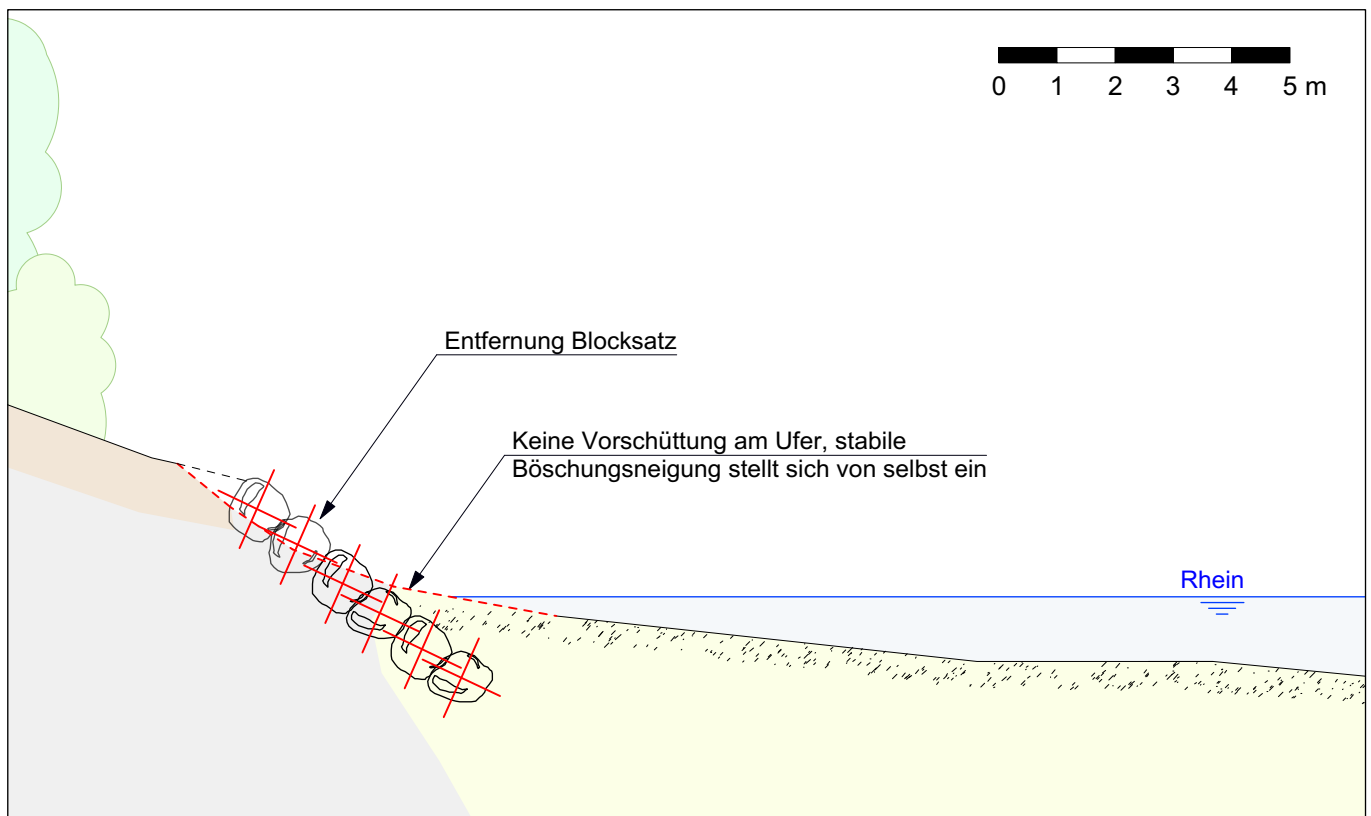 0 1 2 3 4 5 m
Entfernung Blocksatz
Keine Vorschüttung am Ufer, stabile
Böschungsneigung stellt sich von selbst ein
Rhein